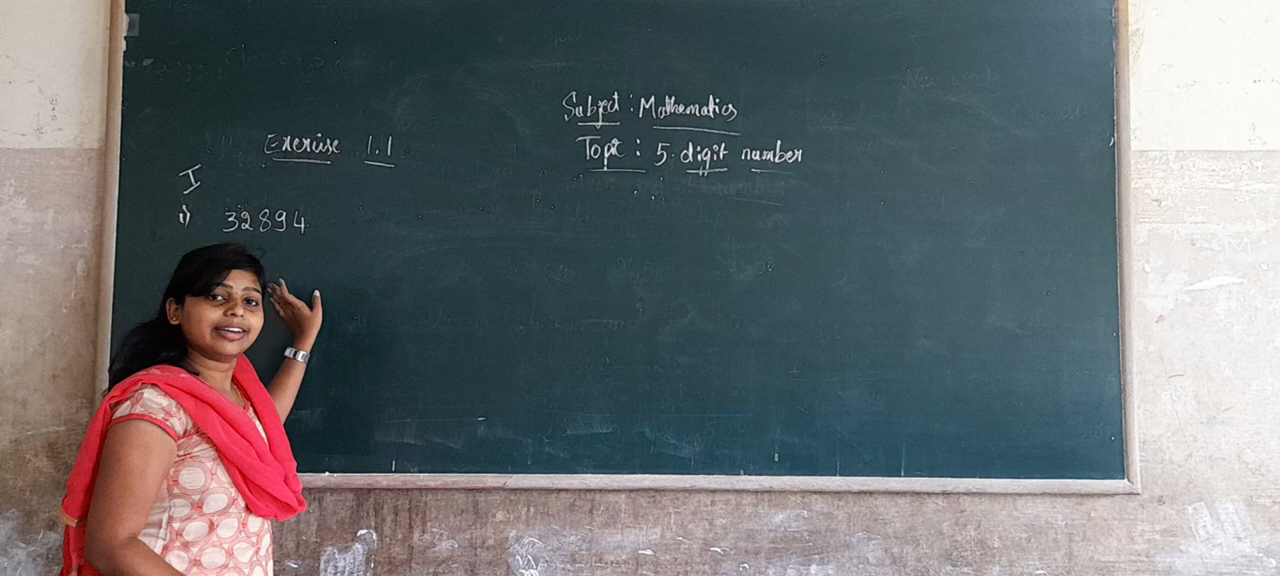 Subject : Mathematics
Topic : 5 digit number
Exercise 1.1
I
i) 32894